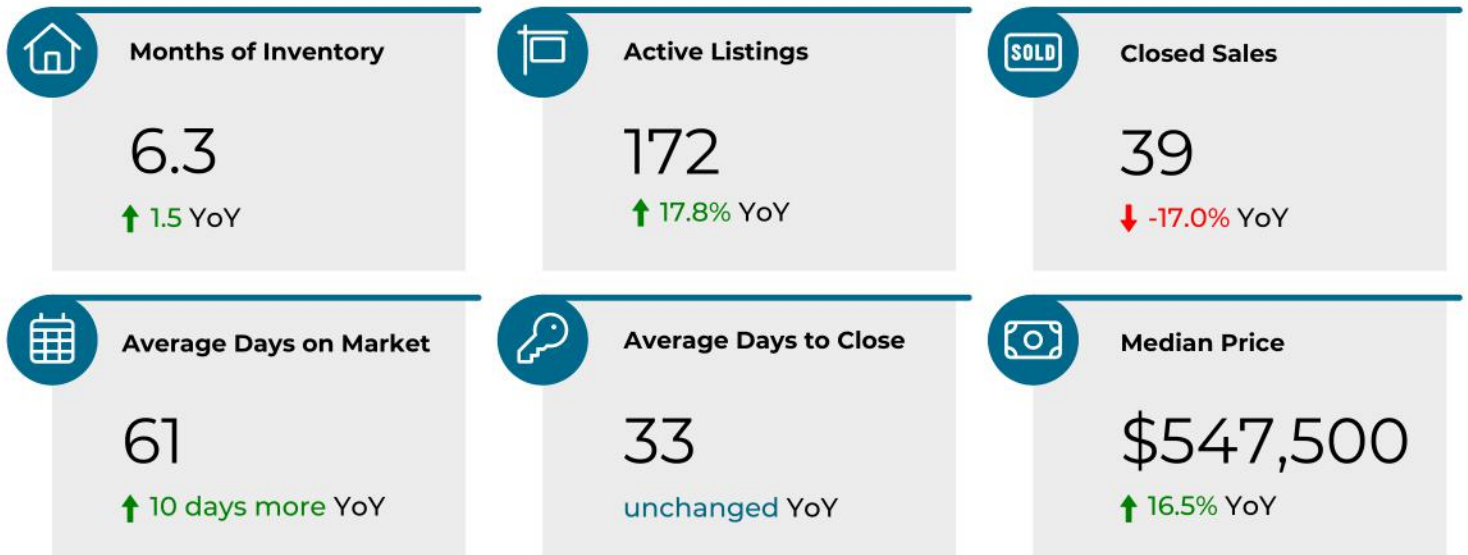 Months of Inventory
6.3
↑ 1.5 YoY
Active Listings
172
↑ 17.8% YoY
SOLD
Closed Sales
39
↓ -17.0% YoY
Average Days on Market
61
↑ 10 days more YoY
Average Days to Close
33
unchanged YoY
Median Price
$547,500
↑ 16.5% YoY